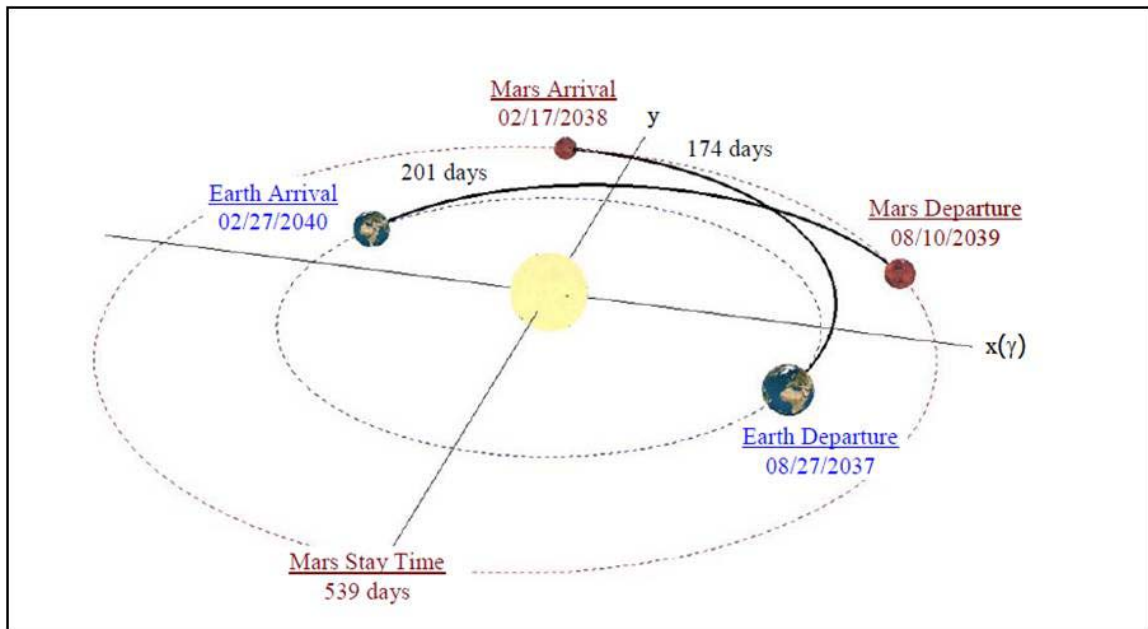 Mars Arrival
02/17/2038
y
174 days
201 days
Earth Arrival
02/27/2040
Mars Departure
08/10/2039
x(γ)
Earth Departure
08/27/2037
Mars Stay Time
539 days